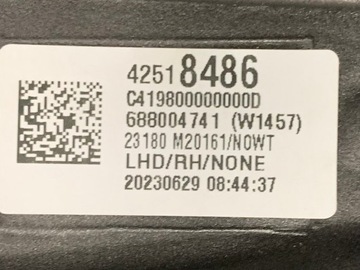 42518486
C419800000000D
688004741 (W1457)
23180 M20161/NOWT
LHD/RH/NONE
20230629 08:44:37